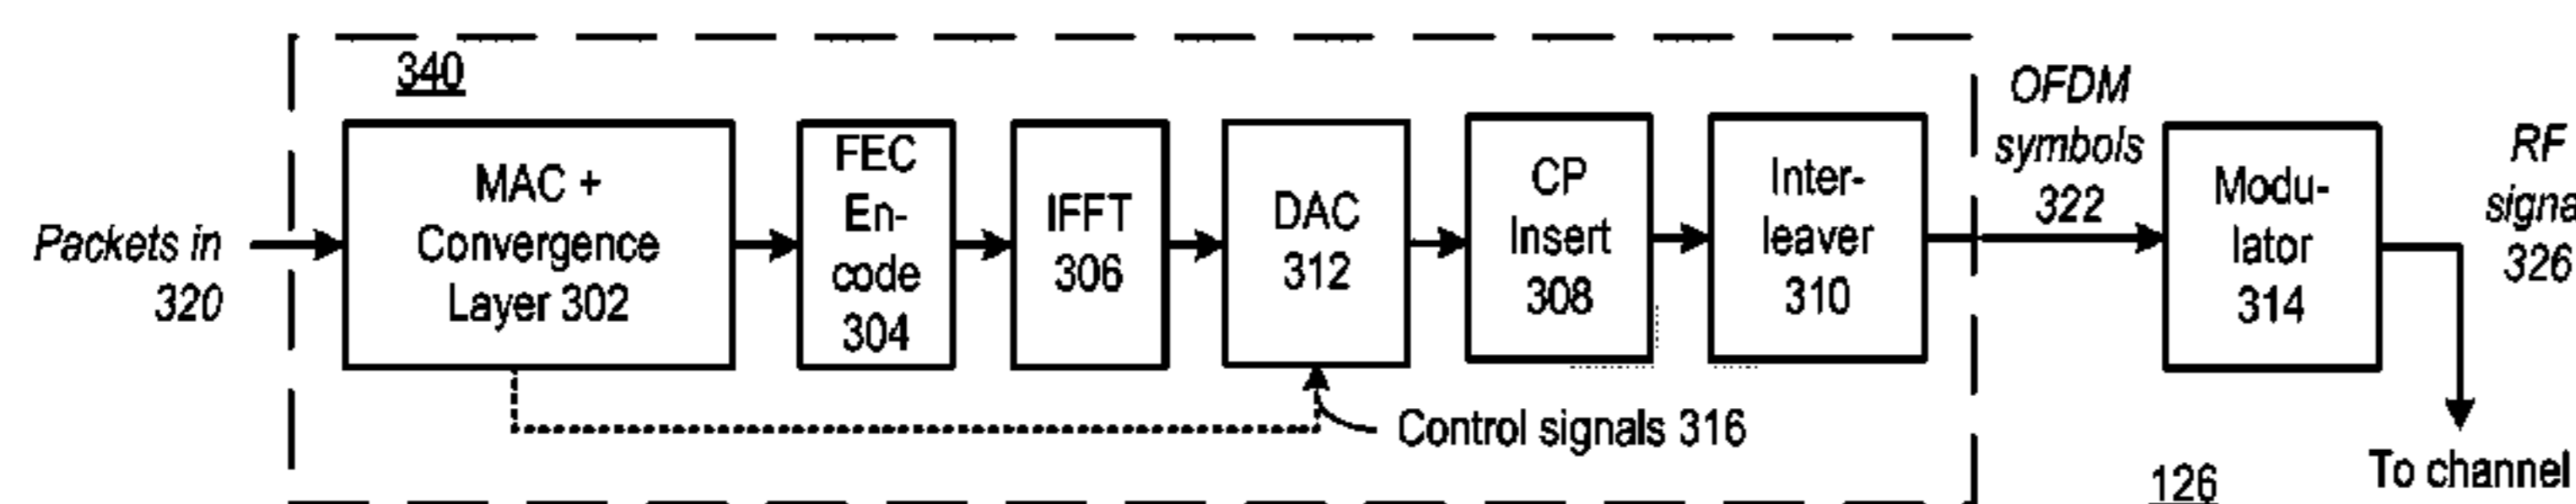 340
Packets in
320
MAC +
Convergence
Layer 302
FEC
En-
code
304
IFFT
306
DAC
312
CP
Insert
308
Inter-
leaver
310
OFDM
symbols
322
Modu-
lator
314
RF
signa
326
Control signals 316
126
To channel